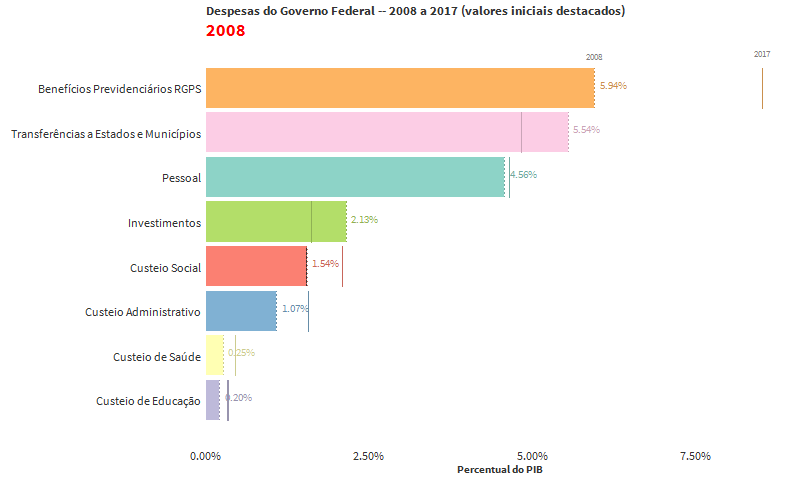 Despesas do Governo Federal -- 2008 a 2017 (valores iniciais destacados)
2008
2008 2017
Benefícios Previdenciários RGPS 5.94%
Transferências a Estados e Municípios 5.54%
Pessoal 4.56%
Investimentos 2.13%
Custeio Social 1.54%
Custeio Administrativo 1.07%
Custeio de Saúde 0.25%
Custeio de Educação 0.20%
0.00% 2.50% 5.00% 7.50%
Percentual do PIB